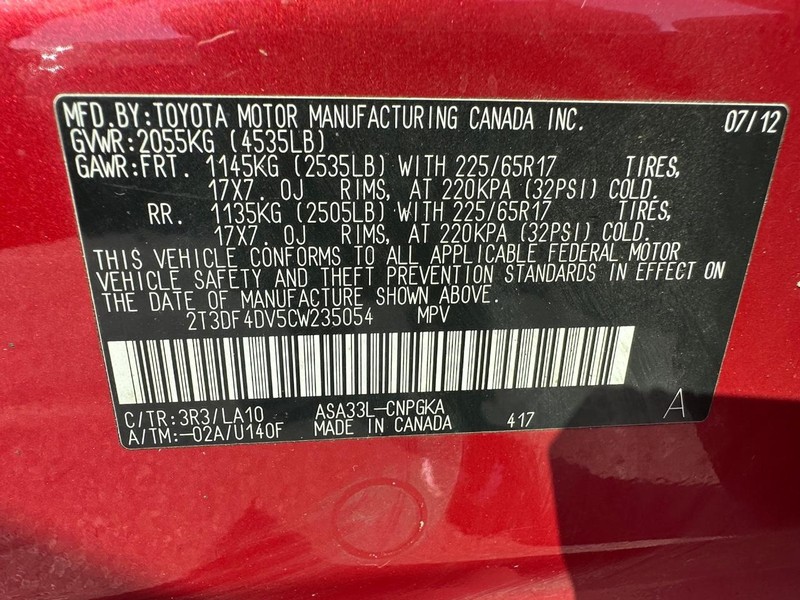 MFD.BY:TOYOTA MOTOR MANUFACTURING CANADA INC. 07/12
GVWR:2055KG (4535LB)
GAWR:FRT. 1145KG (2535LB) WITH 225/65R17 TIRES,
17X7. 0J RIMS, AT 220KPA (32PSI) COLD.
RR. 1135KG (2505LB) WITH 225/65R17 TIRES,
17X7. 0J RIMS, AT 220KPA (32PSI) COLD.
THIS VEHICLE CONFORMS TO ALL APPLICABLE FEDERAL MOTOR
VEHICLE SAFETY AND THEFT PREVENTION STANDARDS IN EFFECT ON
THE DATE OF MANUFACTURE SHOWN ABOVE.
2T3DF4DV5CW235054 MPV
C/TR:3R3/LA10 ASA33L-CNPGKA A
A/TM:-02A/U140F MADE IN CANADA 417